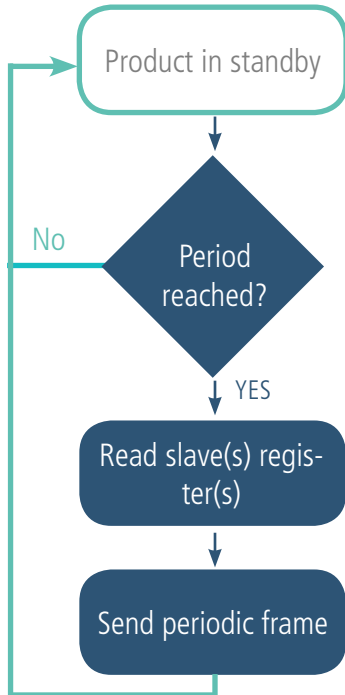 Product in standby
No
Period
reached?
YES
Read slave(s) regis-
ter(s)
Send periodic frame